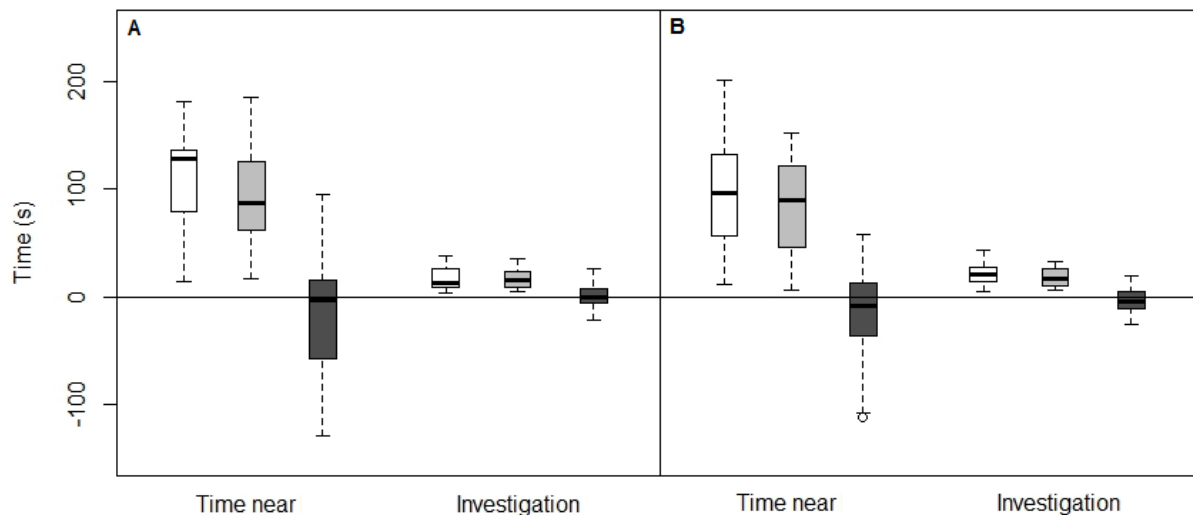 A
B
Time (s)
200
100
0
-100
Time near
Investigation
Time near
Investigation